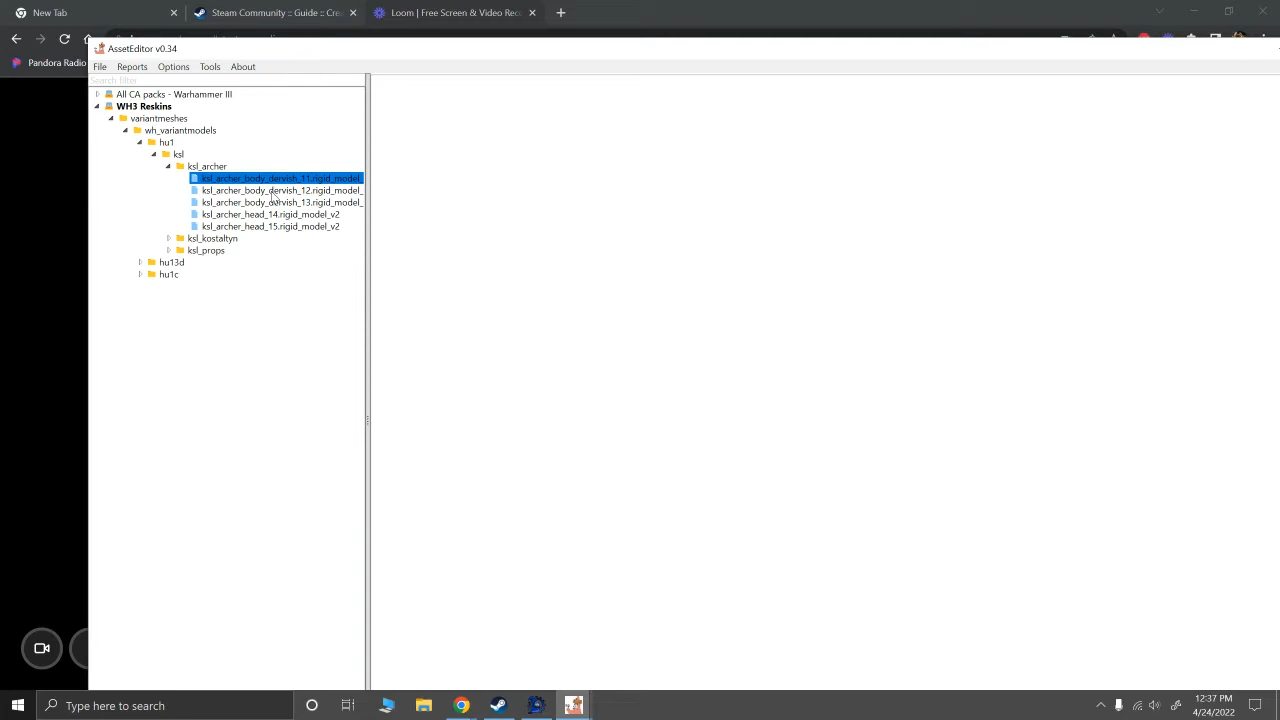 New Tab
Steam Community :: Guide :: Cre
Loom | Free Screen & Video Rec
Pandora Radio
AssetEditor v0.34
File Reports Options Tools About
Search filter
All CA packs - Warhammer III
WH3 Reskins
variantmeshes
wh_variantmodels
hu1
ksl
ksl_archer
ksl_archer_body_dervish_11.rigid_model_
ksl_archer_body_dervish_12.rigid_model_
ksl_archer_body_dervish_13.rigid_model_
ksl_archer_head_14.rigid_model_v2
ksl_archer_head_15.rigid_model_v2
ksl_kostaltyn
ksl_props
hu13d
hu1c
Type here to search
12:37 PM
4/24/2022